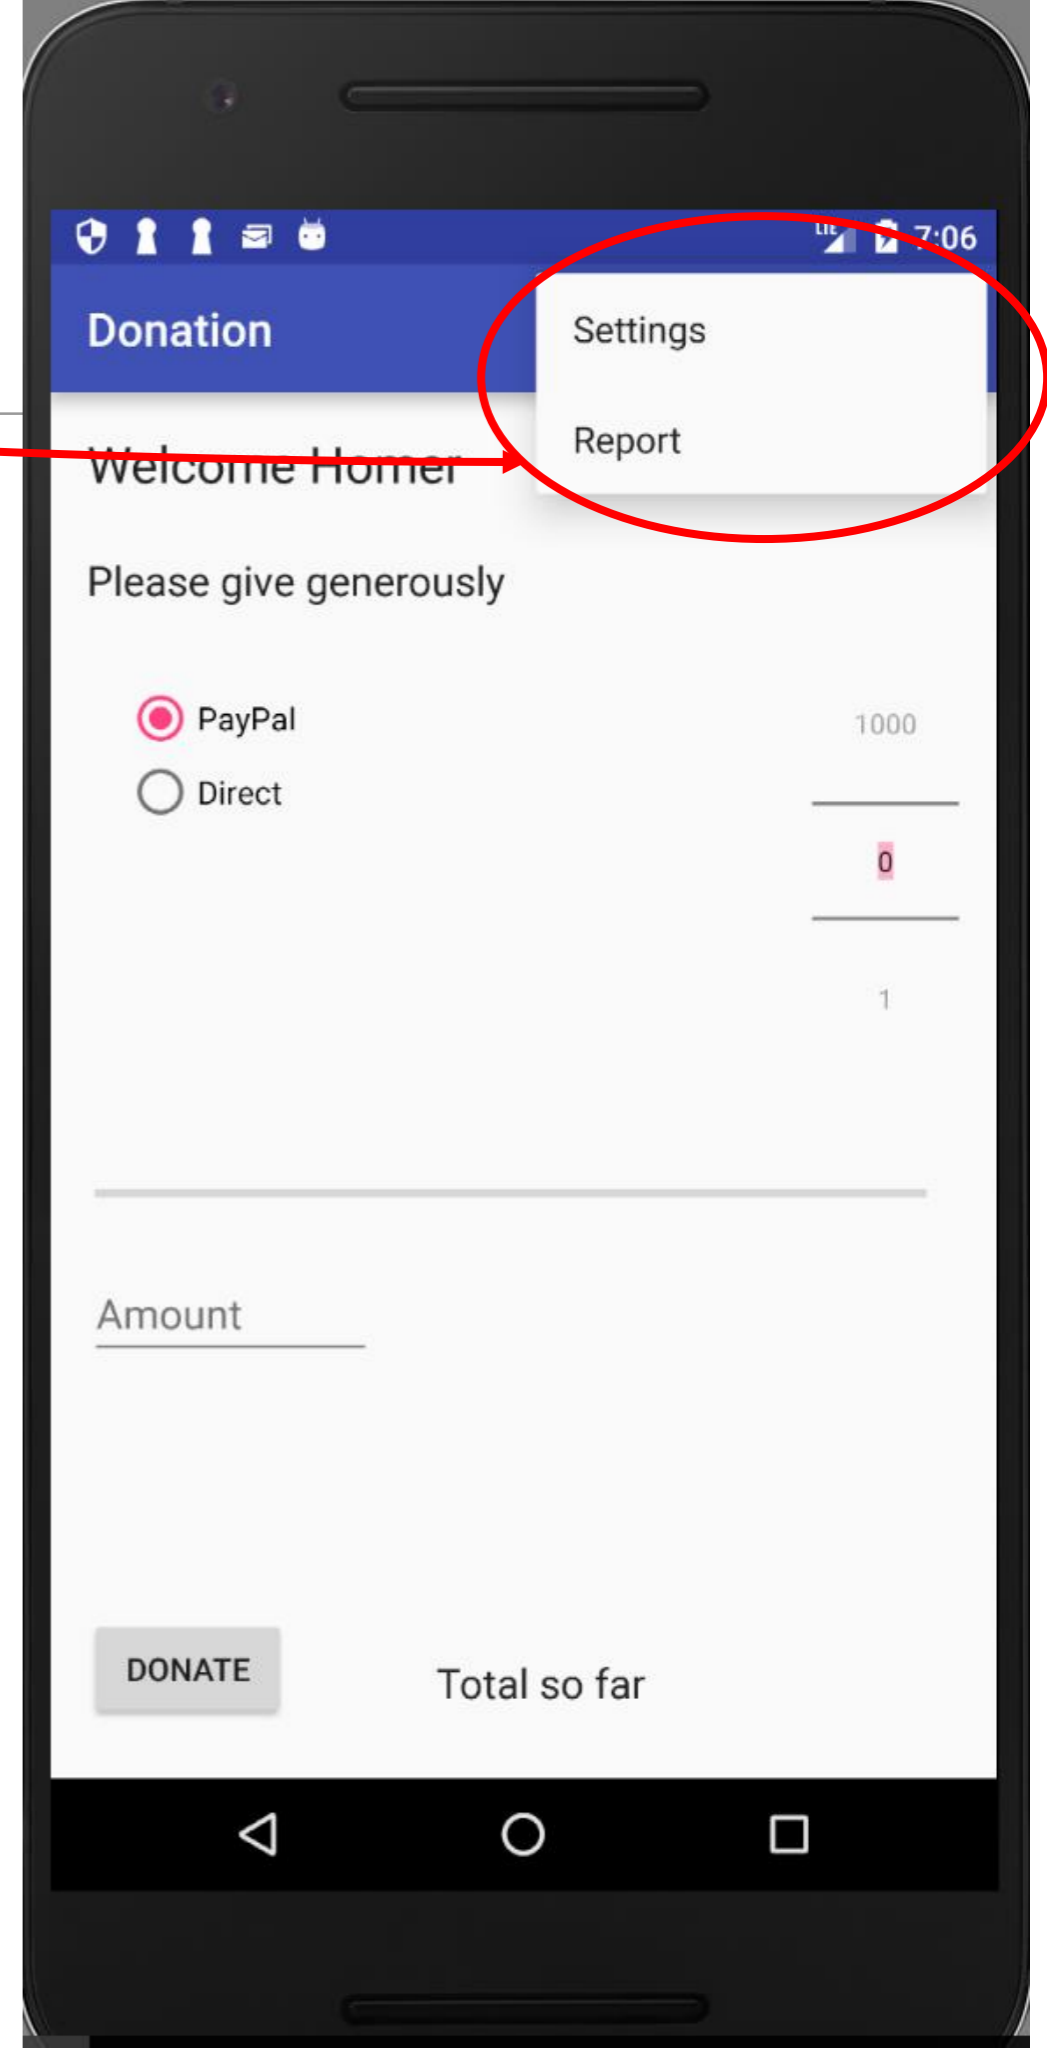 LTE 7:06
Donation
Settings
Report
Welcome Homer
Please give generously
PayPal
Direct
1000
0
1
Amount
DONATE
Total so far